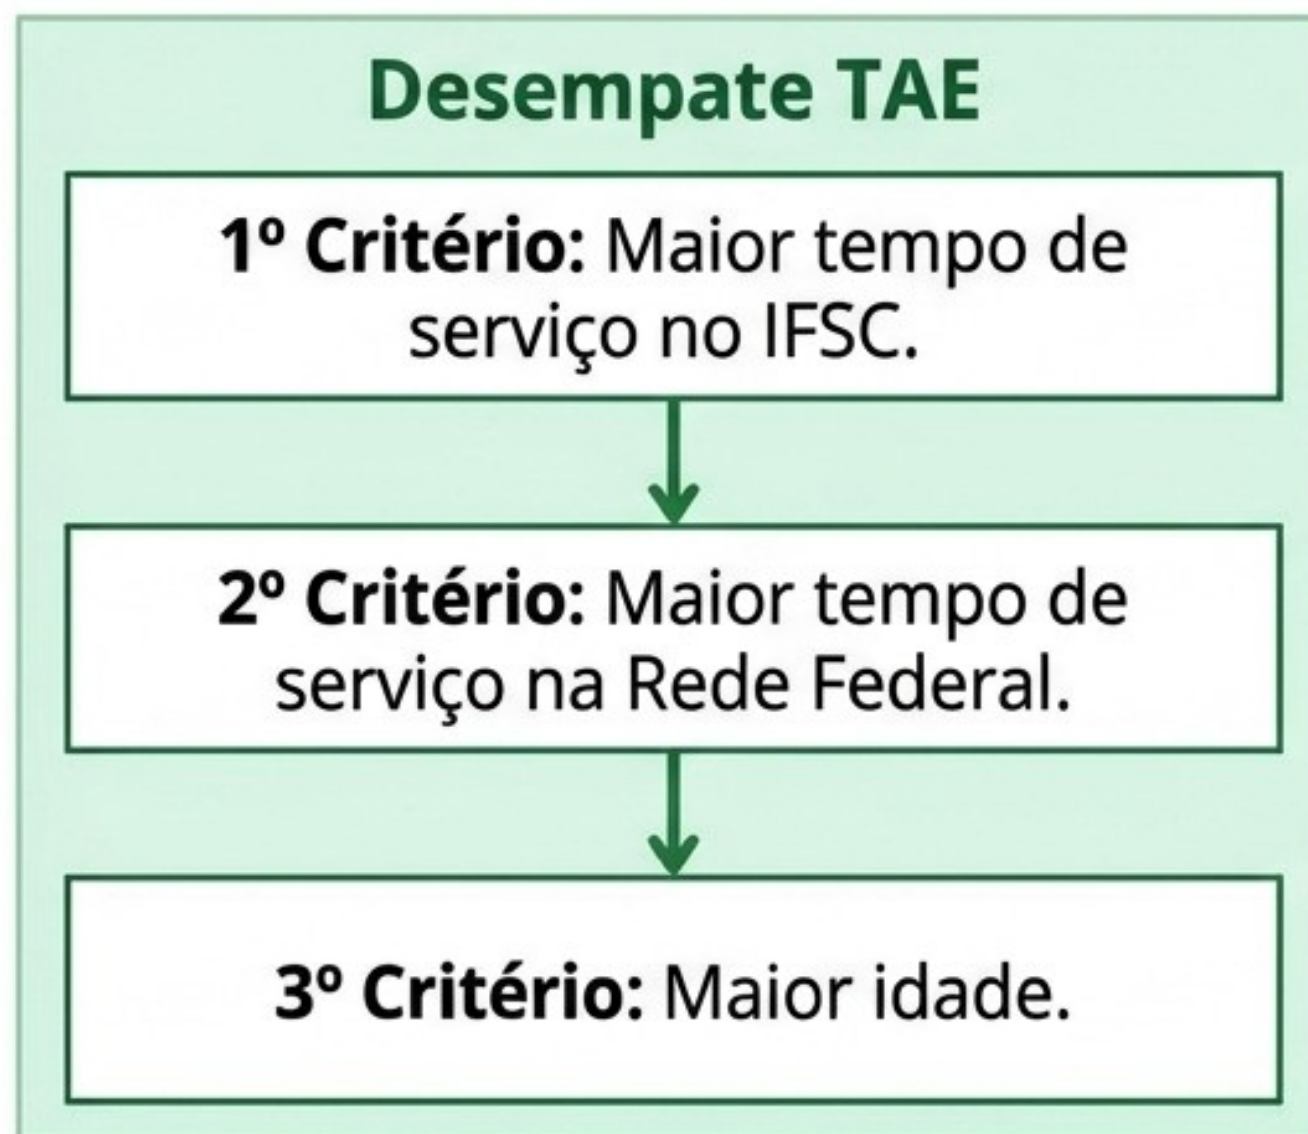 Desempate TAE
1º Critério: Maior tempo de
serviço no IFSC.
2º Critério: Maior tempo de
serviço na Rede Federal.
3º Critério: Maior idade.